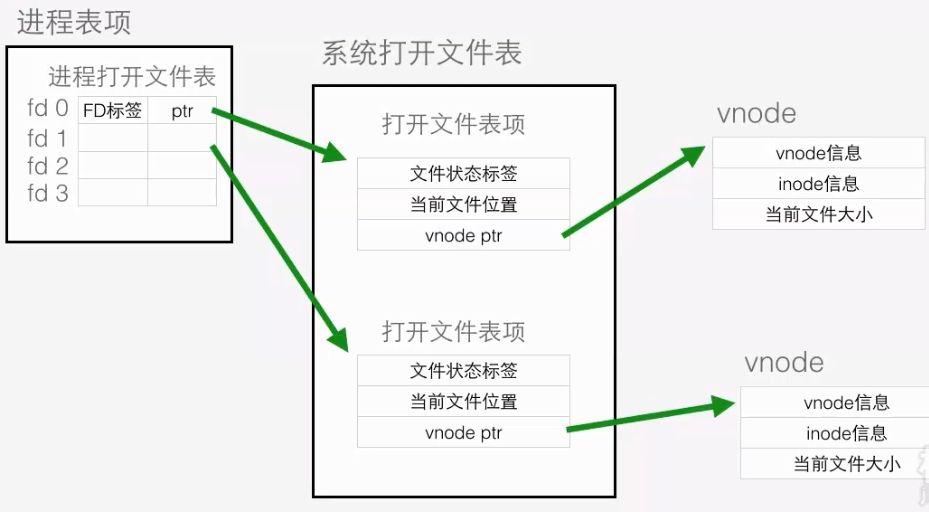 进程表项
进程打开文件表
fd 0 FD标签 ptr
fd 1
fd 2
fd 3
系统打开文件表
打开文件表项
文件状态标签
当前文件位置
vnode ptr
打开文件表项
文件状态标签
当前文件位置
vnode ptr
vnode
vnode信息
inode信息
当前文件大小
vnode
vnode信息
inode信息
当前文件大小